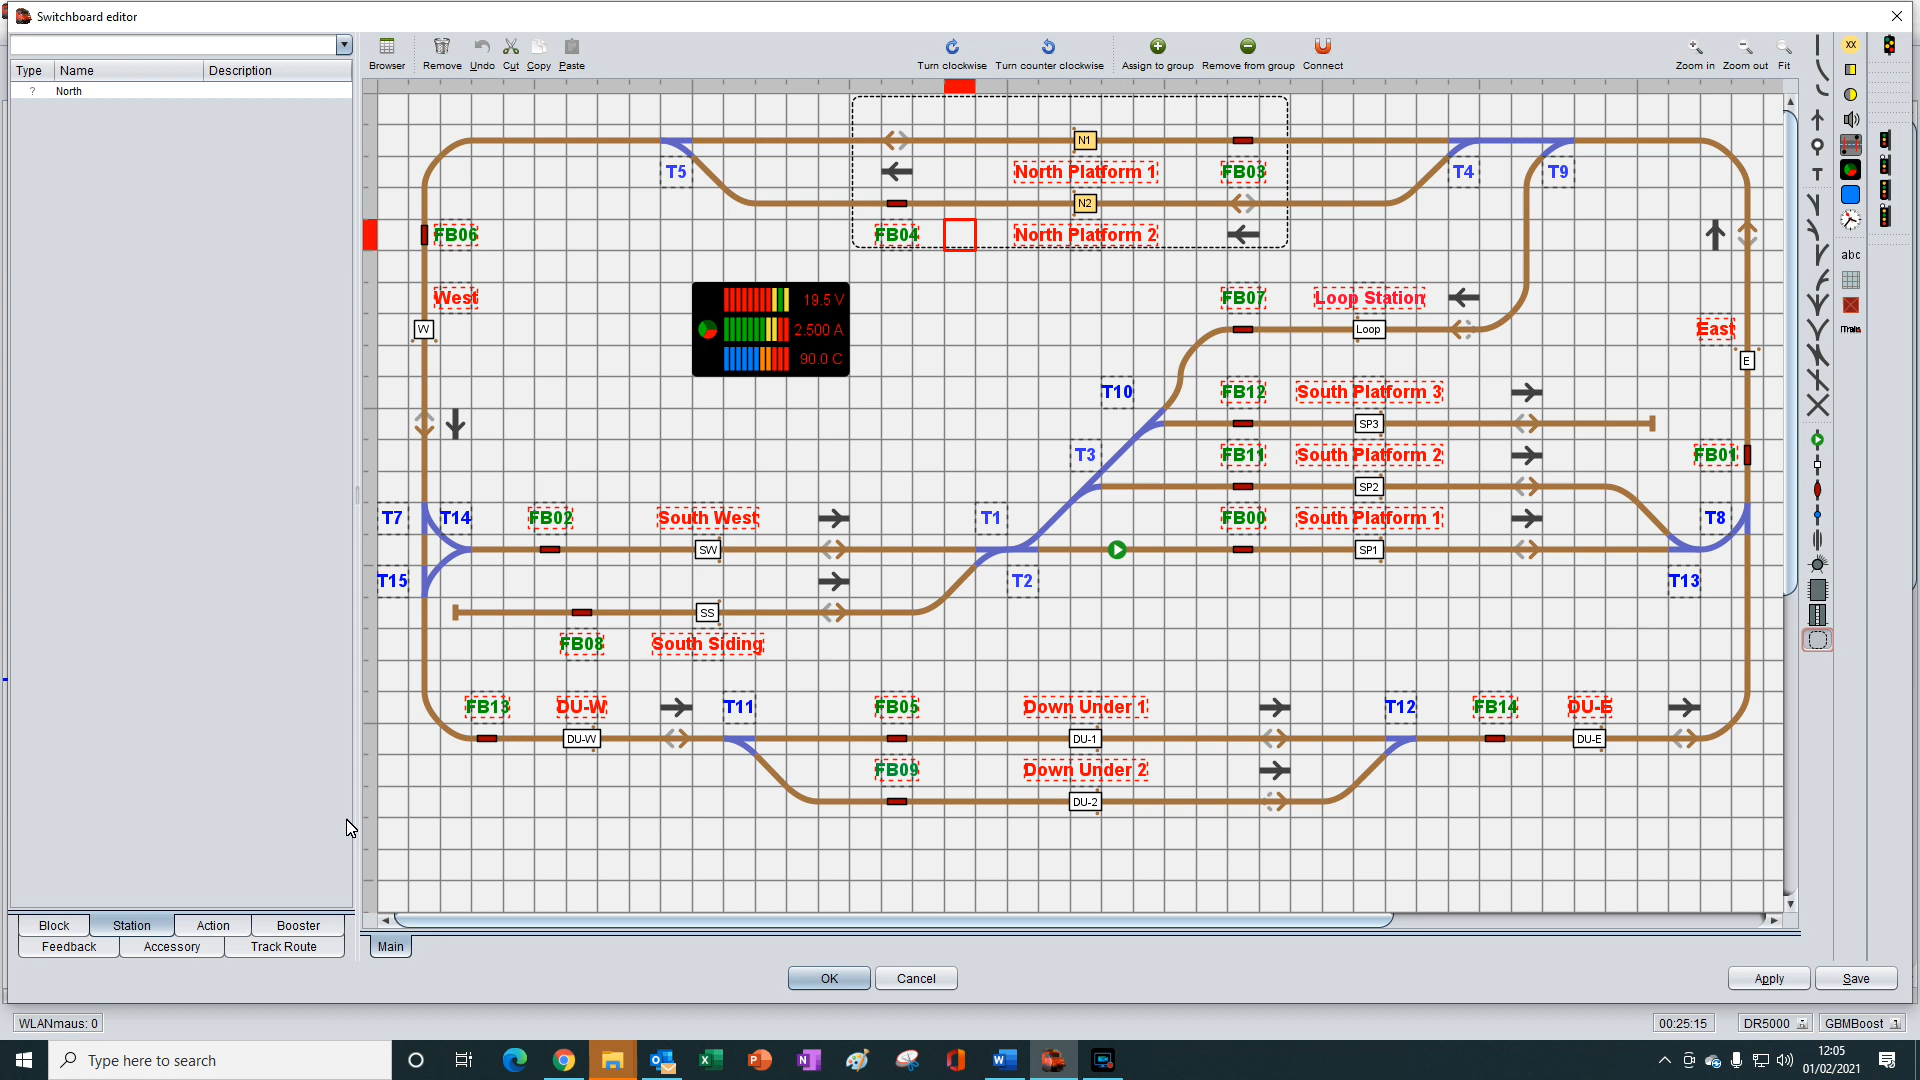 Switchboard editor
Browser Remove Undo Cut Copy Paste Turn clockwise Turn counter clockwise Assign to group Remove from group Connect Zoom in Zoom out Fit
XX
Type Name Description
? North
N1
T5 North Platform 1 FB03 T4 T9
N2
FB06 FB04 North Platform 2
abc
West 19.5 V FB07 Loop Station
W 2.500 A Loop East
90.0 C E
T10 FB12 South Platform 3
SP3
T3 FB11 South Platform 2 FB01
SP2
T7 T14 FB02 South West T1 FB00 South Platform 1 T8
SW SP1
T15 T2 T13
SS
FB08 South Siding
FB13 DU-W T11 FB05 Down Under 1 T12 FB14 DU-E
DU-W DU-1 DU-E
FB09 Down Under 2
DU-2
Block Station Action Booster
Feedback Accessory Track Route Main
OK Cancel Apply Save
WLANmaus: 0 00:25:15 DR5000 GBMBoost
Type here to search
12:05
01/02/2021